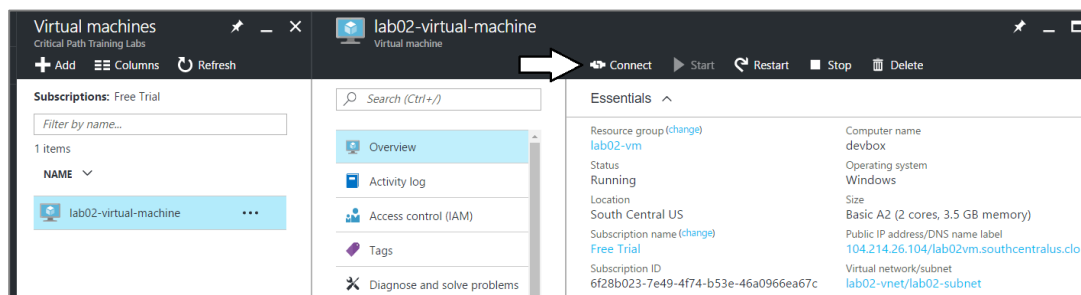 Virtual machines
Critical Path Training Labs
Add Columns Refresh
Subscriptions: Free Trial
Filter by name...
1 items
NAME
lab02-virtual-machine ...
lab02-virtual-machine
Virtual machine
Search (Ctrl+/)
Overview
Activity log
Access control (IAM)
Tags
Diagnose and solve problems
Connect Start Restart Stop Delete
Essentials
Resource group (change)
lab02-vm
Status
Running
Location
South Central US
Subscription name (change)
Free Trial
Subscription ID
6f28b023-7e49-4f74-b53e-46a0966ea67c
Computer name
devbox
Operating system
Windows
Size
Basic A2 (2 cores, 3.5 GB memory)
Public IP address/DNS name label
104.214.26.104/lab02vm.southcentralus.clo
Virtual network/subnet
lab02-vnet/lab02-subnet